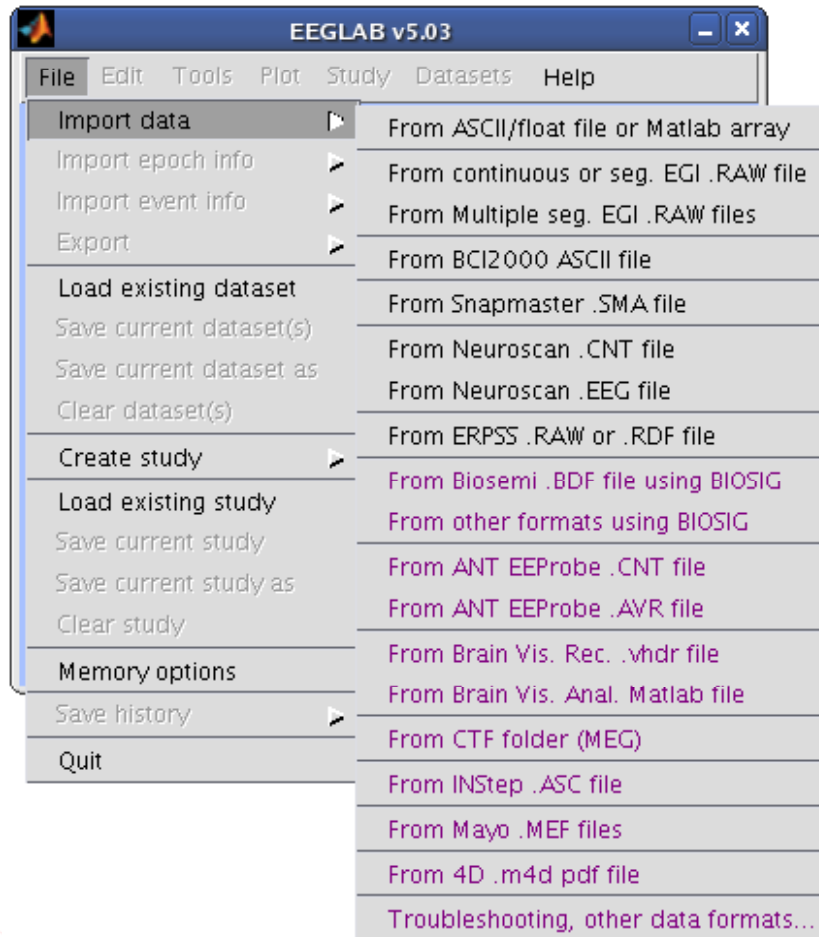 EEGLAB v5.03
File Edit Tools Plot Study Datasets Help
Import data
Import epoch info
Import event info
Export
Load existing dataset
Save current dataset(s)
Save current dataset as
Clear dataset(s)
Create study
Load existing study
Save current study
Save current study as
Clear study
Memory options
Save history
Quit
From ASCII/float file or Matlab array
From continuous or seg. EGI .RAW file
From Multiple seg. EGI .RAW files
From BCI2000 ASCII file
From Snapmaster .SMA file
From Neuroscan .CNT file
From Neuroscan .EEG file
From ERPSS .RAW or .RDF file
From Biosemi .BDF file using BIOSIG
From other formats using BIOSIG
From ANT EEProbe .CNT file
From ANT EEProbe .AVR file
From Brain Vis. Rec. .vhdr file
From Brain Vis. Anal. Matlab file
From CTF folder (MEG)
From INStep .ASC file
From Mayo .MEF files
From 4D .m4d pdf file
Troubleshooting, other data formats...